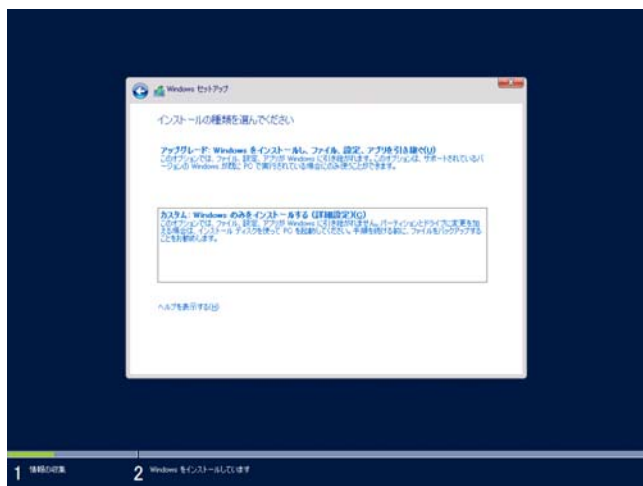 Windows セットアップ
インストールの種類を選んでください
アップグレード: Windows をインストールし、ファイル、設定、アプリを引き継ぐ(U)
このオプションでは、ファイル、設定、アプリが Windows に引き継がれます。このオプションは、サポートされているバ
ージョンの Windows が既に PC で実行されている場合にのみ使うことができます。
カスタム: Windows のみをインストールする (詳細設定)(C)
このオプションでは、ファイル、設定、アプリが Windows に引き継がれません。パーティションとドライブに変更を加
える場合は、インストール ディスクを使って PC を起動してください。手順を続ける前に、ファイルをバックアップする
ことをお勧めします。
ヘルプを表示する(H)
1 情報の収集
2 Windows をインストールしています